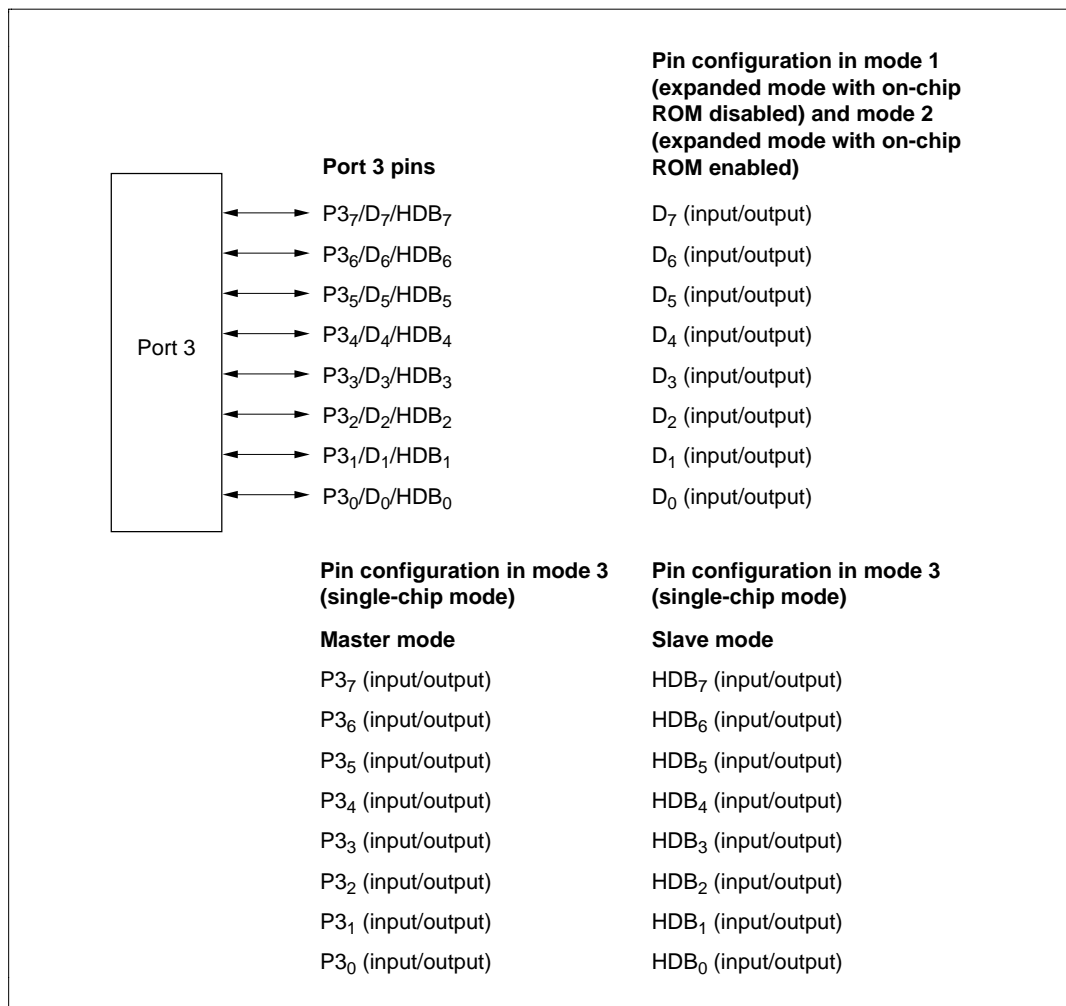 Pin configuration in mode 1
(expanded mode with on-chip
ROM disabled) and mode 2
(expanded mode with on-chip
ROM enabled)
Port 3 pins
Port 3
P3₇/D₇/HDB₇ D₇ (input/output)
P3₆/D₆/HDB₆ D₆ (input/output)
P3₅/D₅/HDB₅ D₅ (input/output)
P3₄/D₄/HDB₄ D₄ (input/output)
P3₃/D₃/HDB₃ D₃ (input/output)
P3₂/D₂/HDB₂ D₂ (input/output)
P3₁/D₁/HDB₁ D₁ (input/output)
P3₀/D₀/HDB₀ D₀ (input/output)
Pin configuration in mode 3
(single-chip mode)
Master mode
P3₇ (input/output)
P3₆ (input/output)
P3₅ (input/output)
P3₄ (input/output)
P3₃ (input/output)
P3₂ (input/output)
P3₁ (input/output)
P3₀ (input/output)
Pin configuration in mode 3
(single-chip mode)
Slave mode
HDB₇ (input/output)
HDB₆ (input/output)
HDB₅ (input/output)
HDB₄ (input/output)
HDB₃ (input/output)
HDB₂ (input/output)
HDB₁ (input/output)
HDB₀ (input/output)